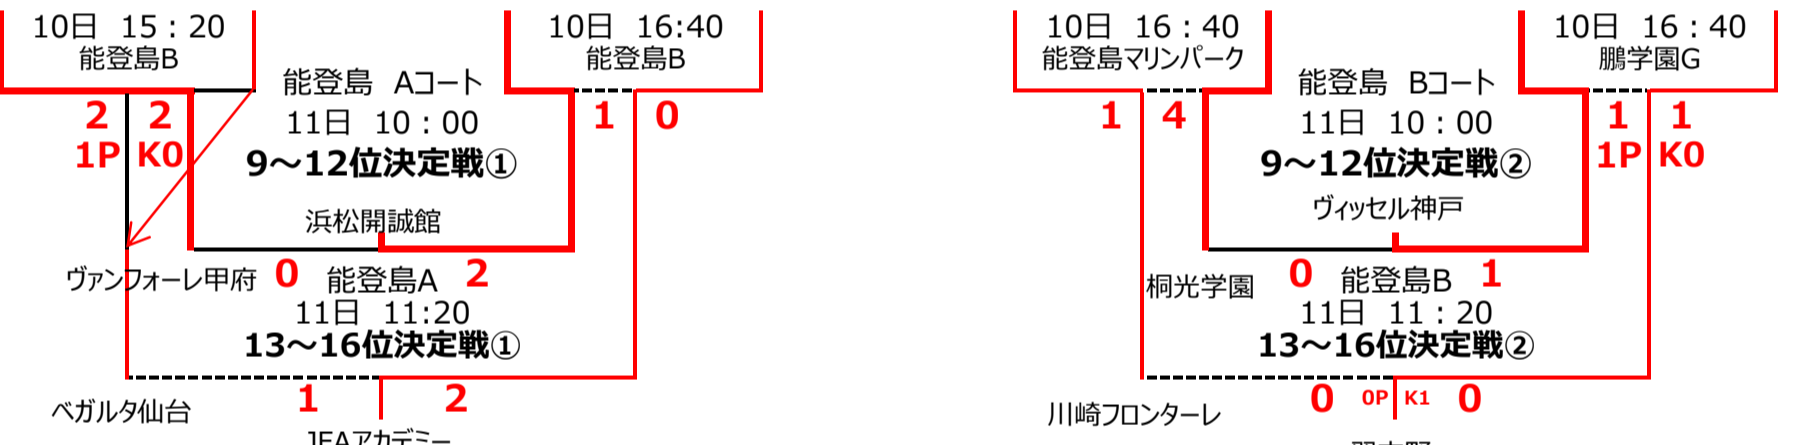 10日 15：20
能登島B
2 2
1P K0
能登島 Aコート
11日 10：00
9～12位決定戦①
浜松開誠館
10日 16:40
能登島B
1 0
ヴァンフォーレ甲府
0 2
能登島A
11日 11:20
13～16位決定戦①
ベガルタ仙台
1 2
JFAアカデミー
10日 16：40
能登島マリンパーク
1 4
能登島 Bコート
11日 10：00
9～12位決定戦②
ヴィッセル神戸
10日 16：40
鵬学園G
1 1
1P K0
桐光学園
0 1
能登島B
11日 11：20
13～16位決定戦②
川崎フロンターレ
0 0P K1 0